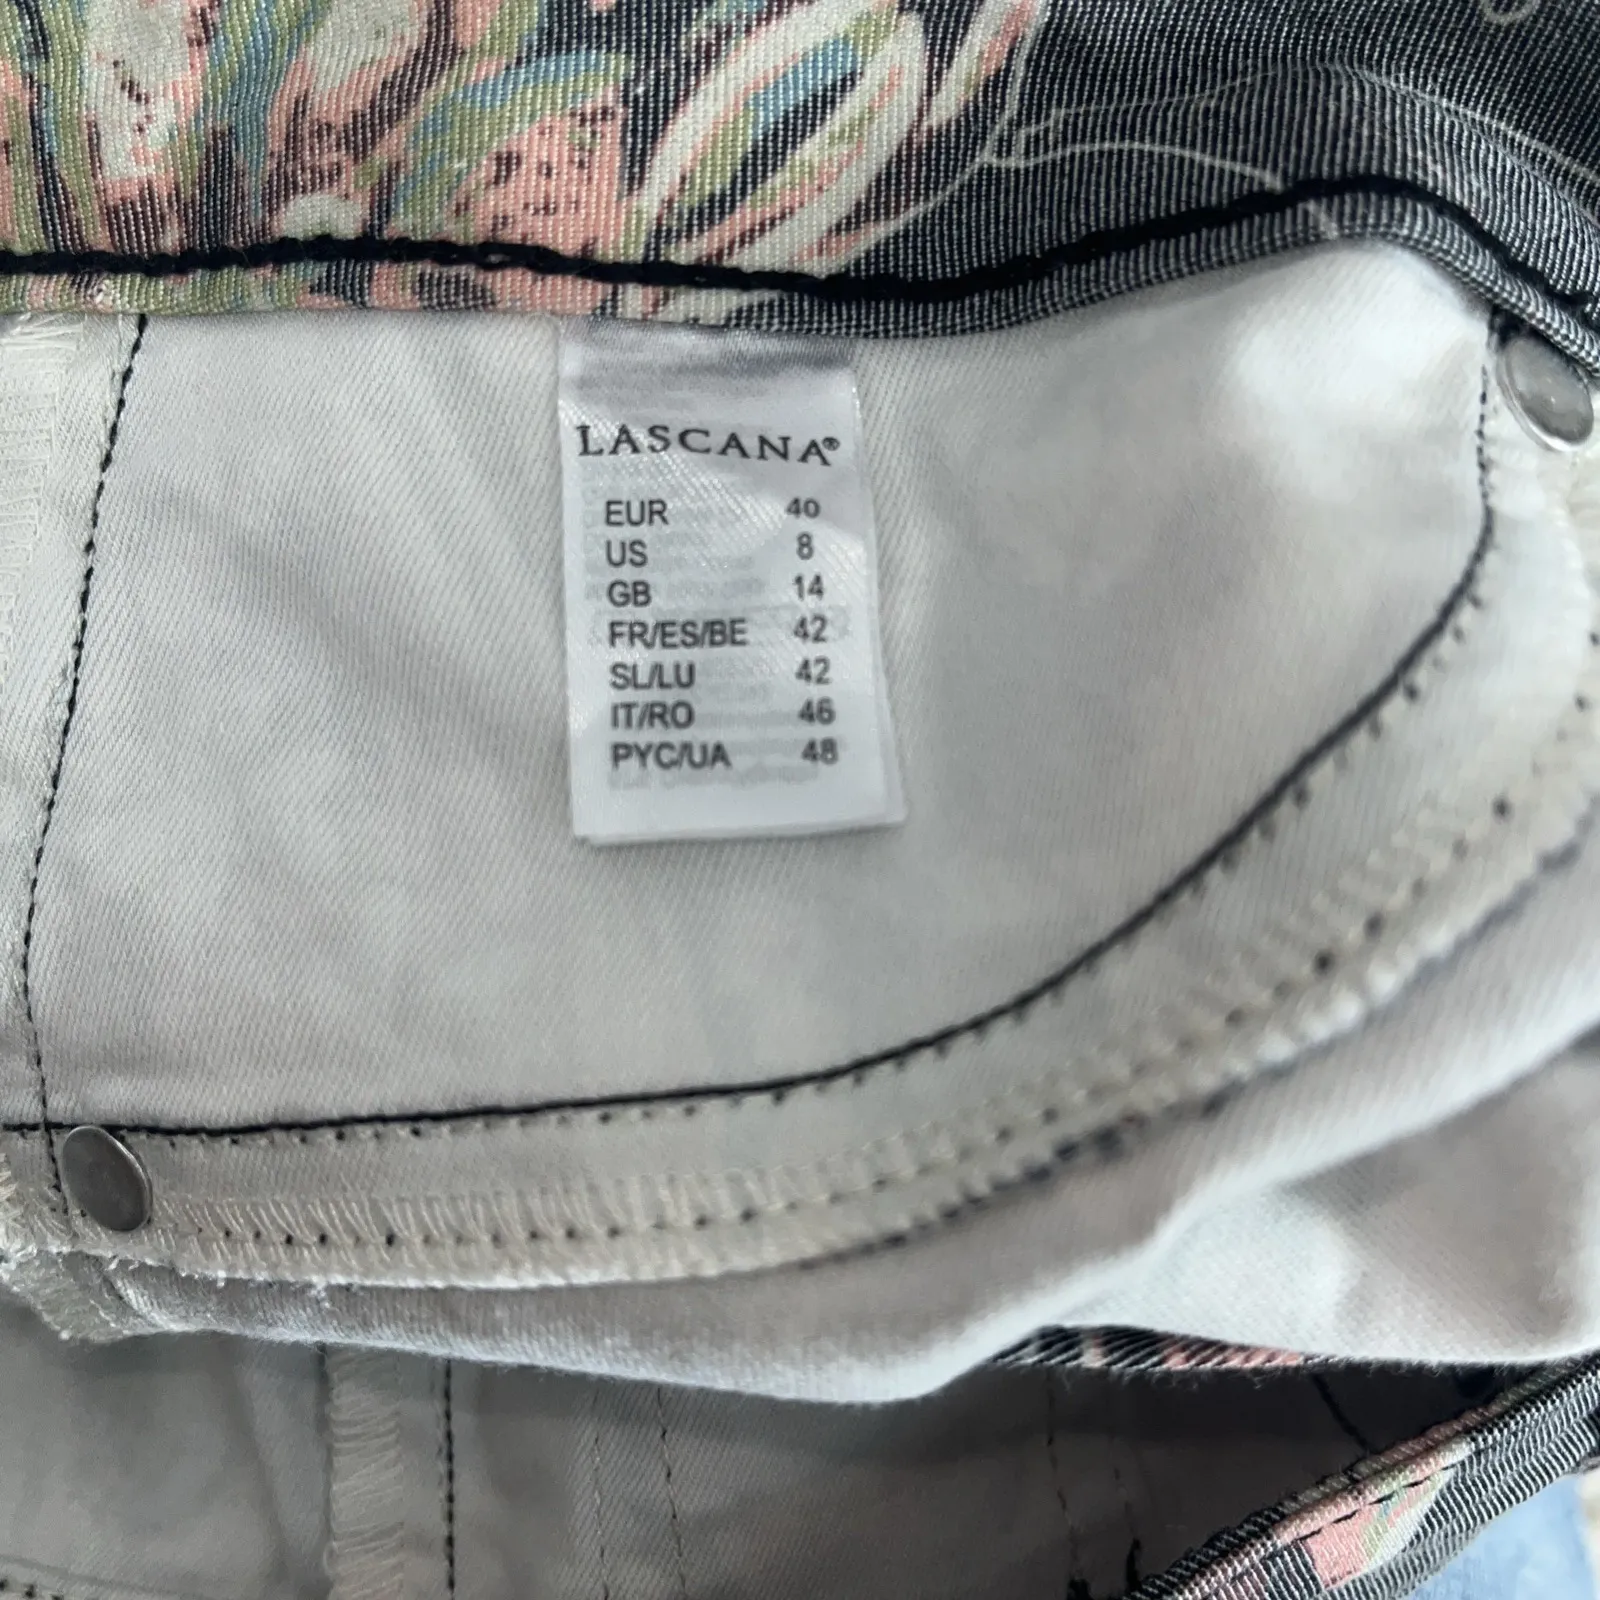 LASCANA®
EUR 40
US 8
GB 14
FR/ES/BE 42
SL/LU 42
IT/RO 46
PYC/UA 48